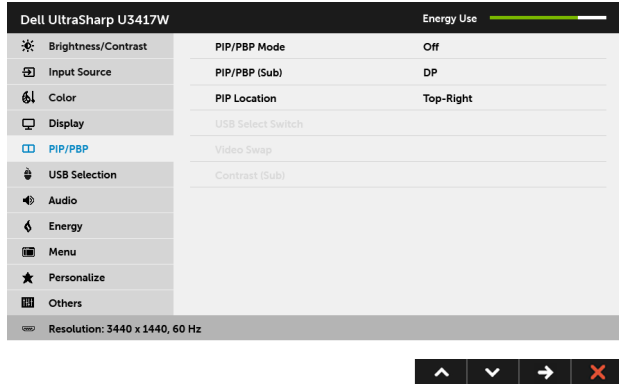 Dell UltraSharp U3417W Energy Use
Brightness/Contrast PIP/PBP Mode Off
Input Source PIP/PBP (Sub) DP
Color PIP Location Top-Right
Display USB Select Switch
PIP/PBP Video Swap
USB Selection Contrast (Sub)
Audio
Energy
Menu
Personalize
Others
Resolution: 3440 x 1440, 60 Hz